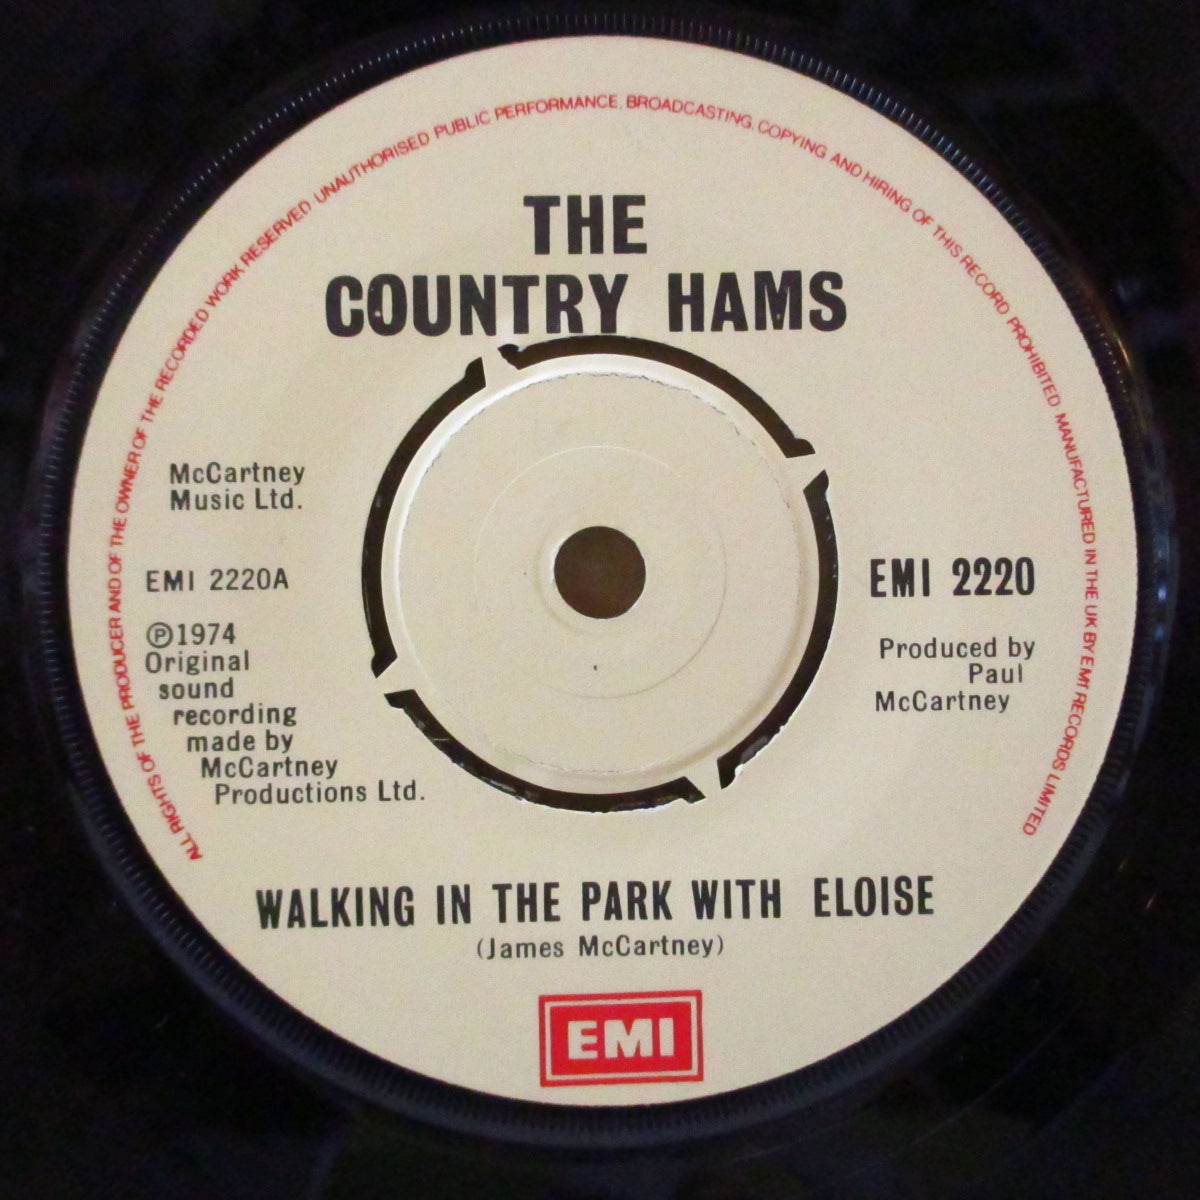 ALL RIGHTS OF THE PRODUCER AND OF THE OWNER OF THE RECORDED WORK RESERVED UNAUTHORISED PUBLIC PERFORMANCE, BROADCASTING, COPYING AND HIRING OF THIS RECORD PROHIBITED MANUFACTURED IN THE UK BY EMI RECORDS LIMITED
THE
COUNTRY HAMS
McCartney
Music Ltd.
EMI 2220A
℗1974
Original
sound
recording
made by
McCartney
Productions Ltd.
EMI 2220
Produced by
Paul
McCartney
WALKING IN THE PARK WITH ELOISE
(James McCartney)
EMI